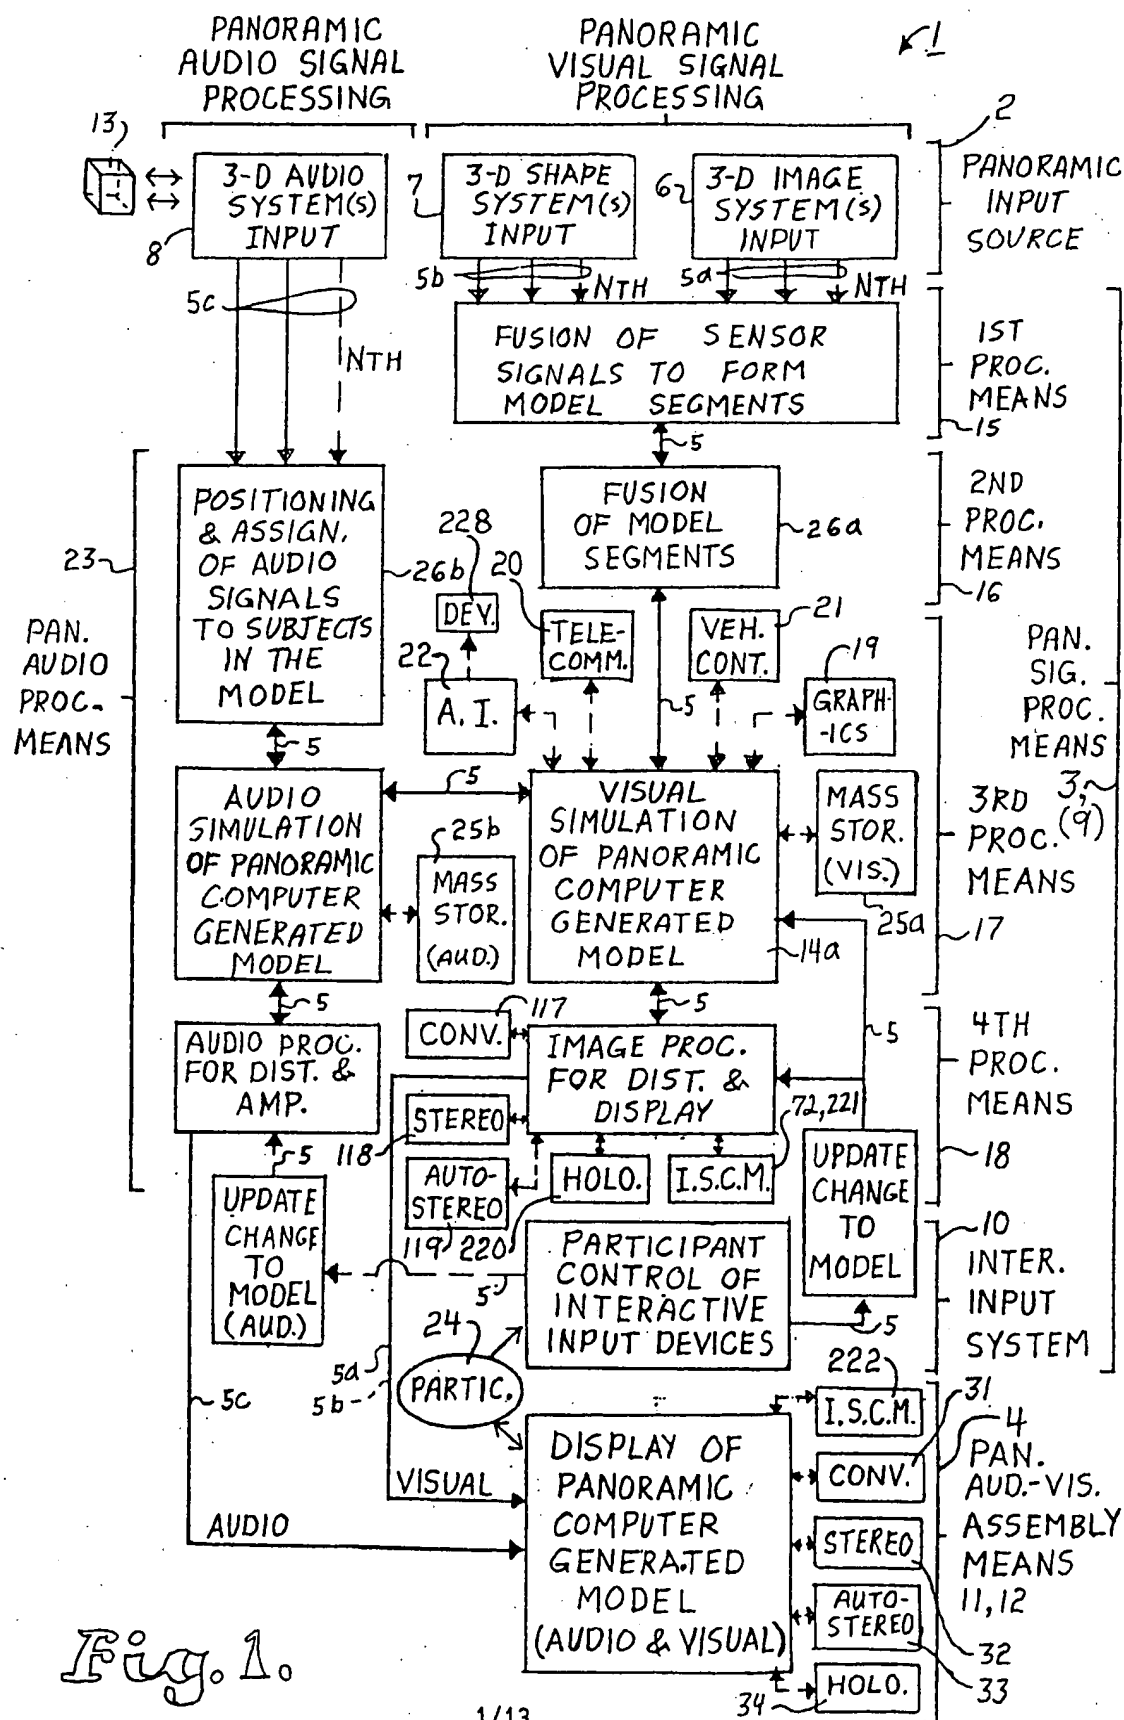 PANORAMIC
AUDIO SIGNAL
PROCESSING
PANORAMIC
VISUAL SIGNAL
PROCESSING
1
13
2
3-D AUDIO
SYSTEM(S)
INPUT
8
7
3-D SHAPE
SYSTEM(S)
INPUT
6
3-D IMAGE
SYSTEM(S)
INPUT
PANORAMIC
INPUT
SOURCE
5c
NTH
5b
NTH
5a
NTH
FUSION OF SENSOR
SIGNALS TO FORM
MODEL SEGMENTS
1ST
PROC.
MEANS
15
5
POSITIONING
& ASSIGN.
OF AUDIO
SIGNALS
TO SUBJECTS
IN THE
MODEL
26b
23
PAN.
AUDIO
PROC.
MEANS
FUSION
OF MODEL
SEGMENTS
26a
2ND
PROC.
MEANS
16
228
DEV.
22
A.I.
20
TELE-
COMM.
21
VEH.
CONT.
19
GRAPH-
-ICS
5
5
PAN.
SIG.
PROC.
MEANS
3,
(9)
AUDIO
SIMULATION
OF PANORAMIC
COMPUTER
GENERATED
MODEL
5
25b
MASS
STOR.
(AUD.)
VISUAL
SIMULATION
OF PANORAMIC
COMPUTER
GENERATED
MODEL
14a
MASS
STOR.
(VIS.)
25a
3RD
PROC.
MEANS
17
5
5
117
CONV.
AUDIO PROC.
FOR DIST. &
AMP.
IMAGE PROC.
FOR DIST. &
DISPLAY
5
4TH
PROC.
MEANS
18
STEREO
118
AUTO-
STEREO
119
HOLO.
220
I.S.C.M.
72,221
UPDATE
CHANGE
TO
MODEL
5
UPDATE
CHANGE
TO
MODEL
(AUD.)
5
PARTICIPANT
CONTROL OF
INTERACTIVE
INPUT DEVICES
5
10
INTER.
INPUT
SYSTEM
24
PARTIC.
5a
5b
5c
VISUAL
AUDIO
DISPLAY OF
PANORAMIC
COMPUTER
GENERATED
MODEL
(AUDIO & VISUAL)
222
I.S.C.M.
31
CONV.
STEREO
32
AUTO-
STEREO
33
HOLO.
34
4
PAN.
AUD.-VIS.
ASSEMBLY
MEANS
11,12
Fig. 1.
1/13